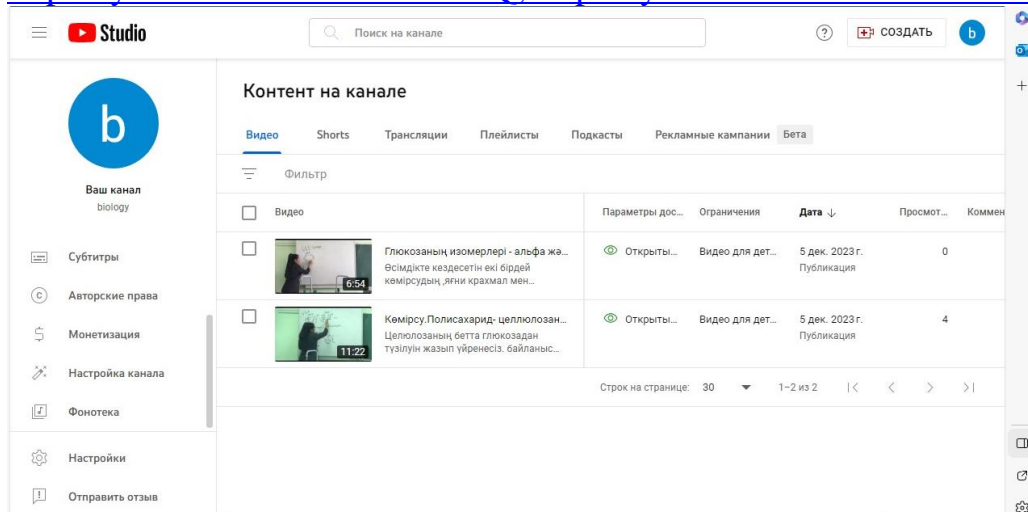 Studio
Поиск на канале
СОЗДАТЬ
b
b
Ваш канал
biology
Субтитры
Авторские права
Монетизация
Настройка канала
Фонотека
Настройки
Отправить отзыв
Контент на канале
Видео Shorts Трансляции Плейлисты Подкасты Рекламные кампании Бета
Фильтр
Видео Параметры дос... Ограничения Дата ↓ Просмот... Коммен
6:54
Глюкозаның изомерлері - альфа жә...
Өсімдікте кездесетін екі бірдей
көмірсудың ,яғни крахмал мен...
Открыты... Видео для дет... 5 дек. 2023 г. 0
Публикация
11:22
Көмірсу.Полисахарид- целлюлозан...
Целюлозаның бетта глюкозадан
түзілуін жазып үйренесіз. байланыс...
Открыты... Видео для дет... 5 дек. 2023 г. 4
Публикация
Строк на странице: 30 1–2 из 2